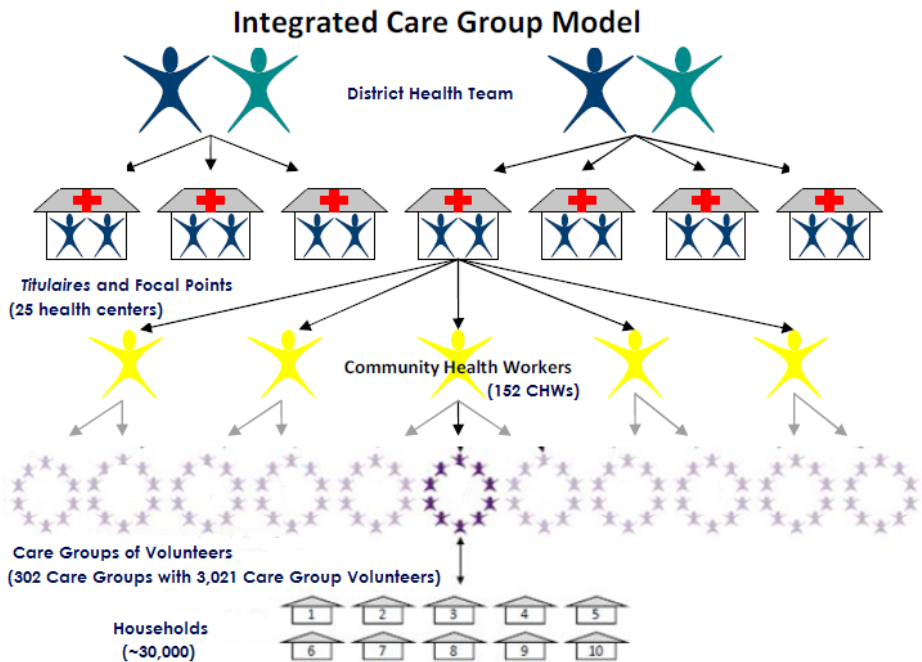 Integrated Care Group Model
District Health Team
Titulaires and Focal Points
(25 health centers)
Community Health Workers
(152 CHWs)
Care Groups of Volunteers
(302 Care Groups with 3,021 Care Group Volunteers)
1 2 3 4 5
Households
(~30,000)
6 7 8 9 10